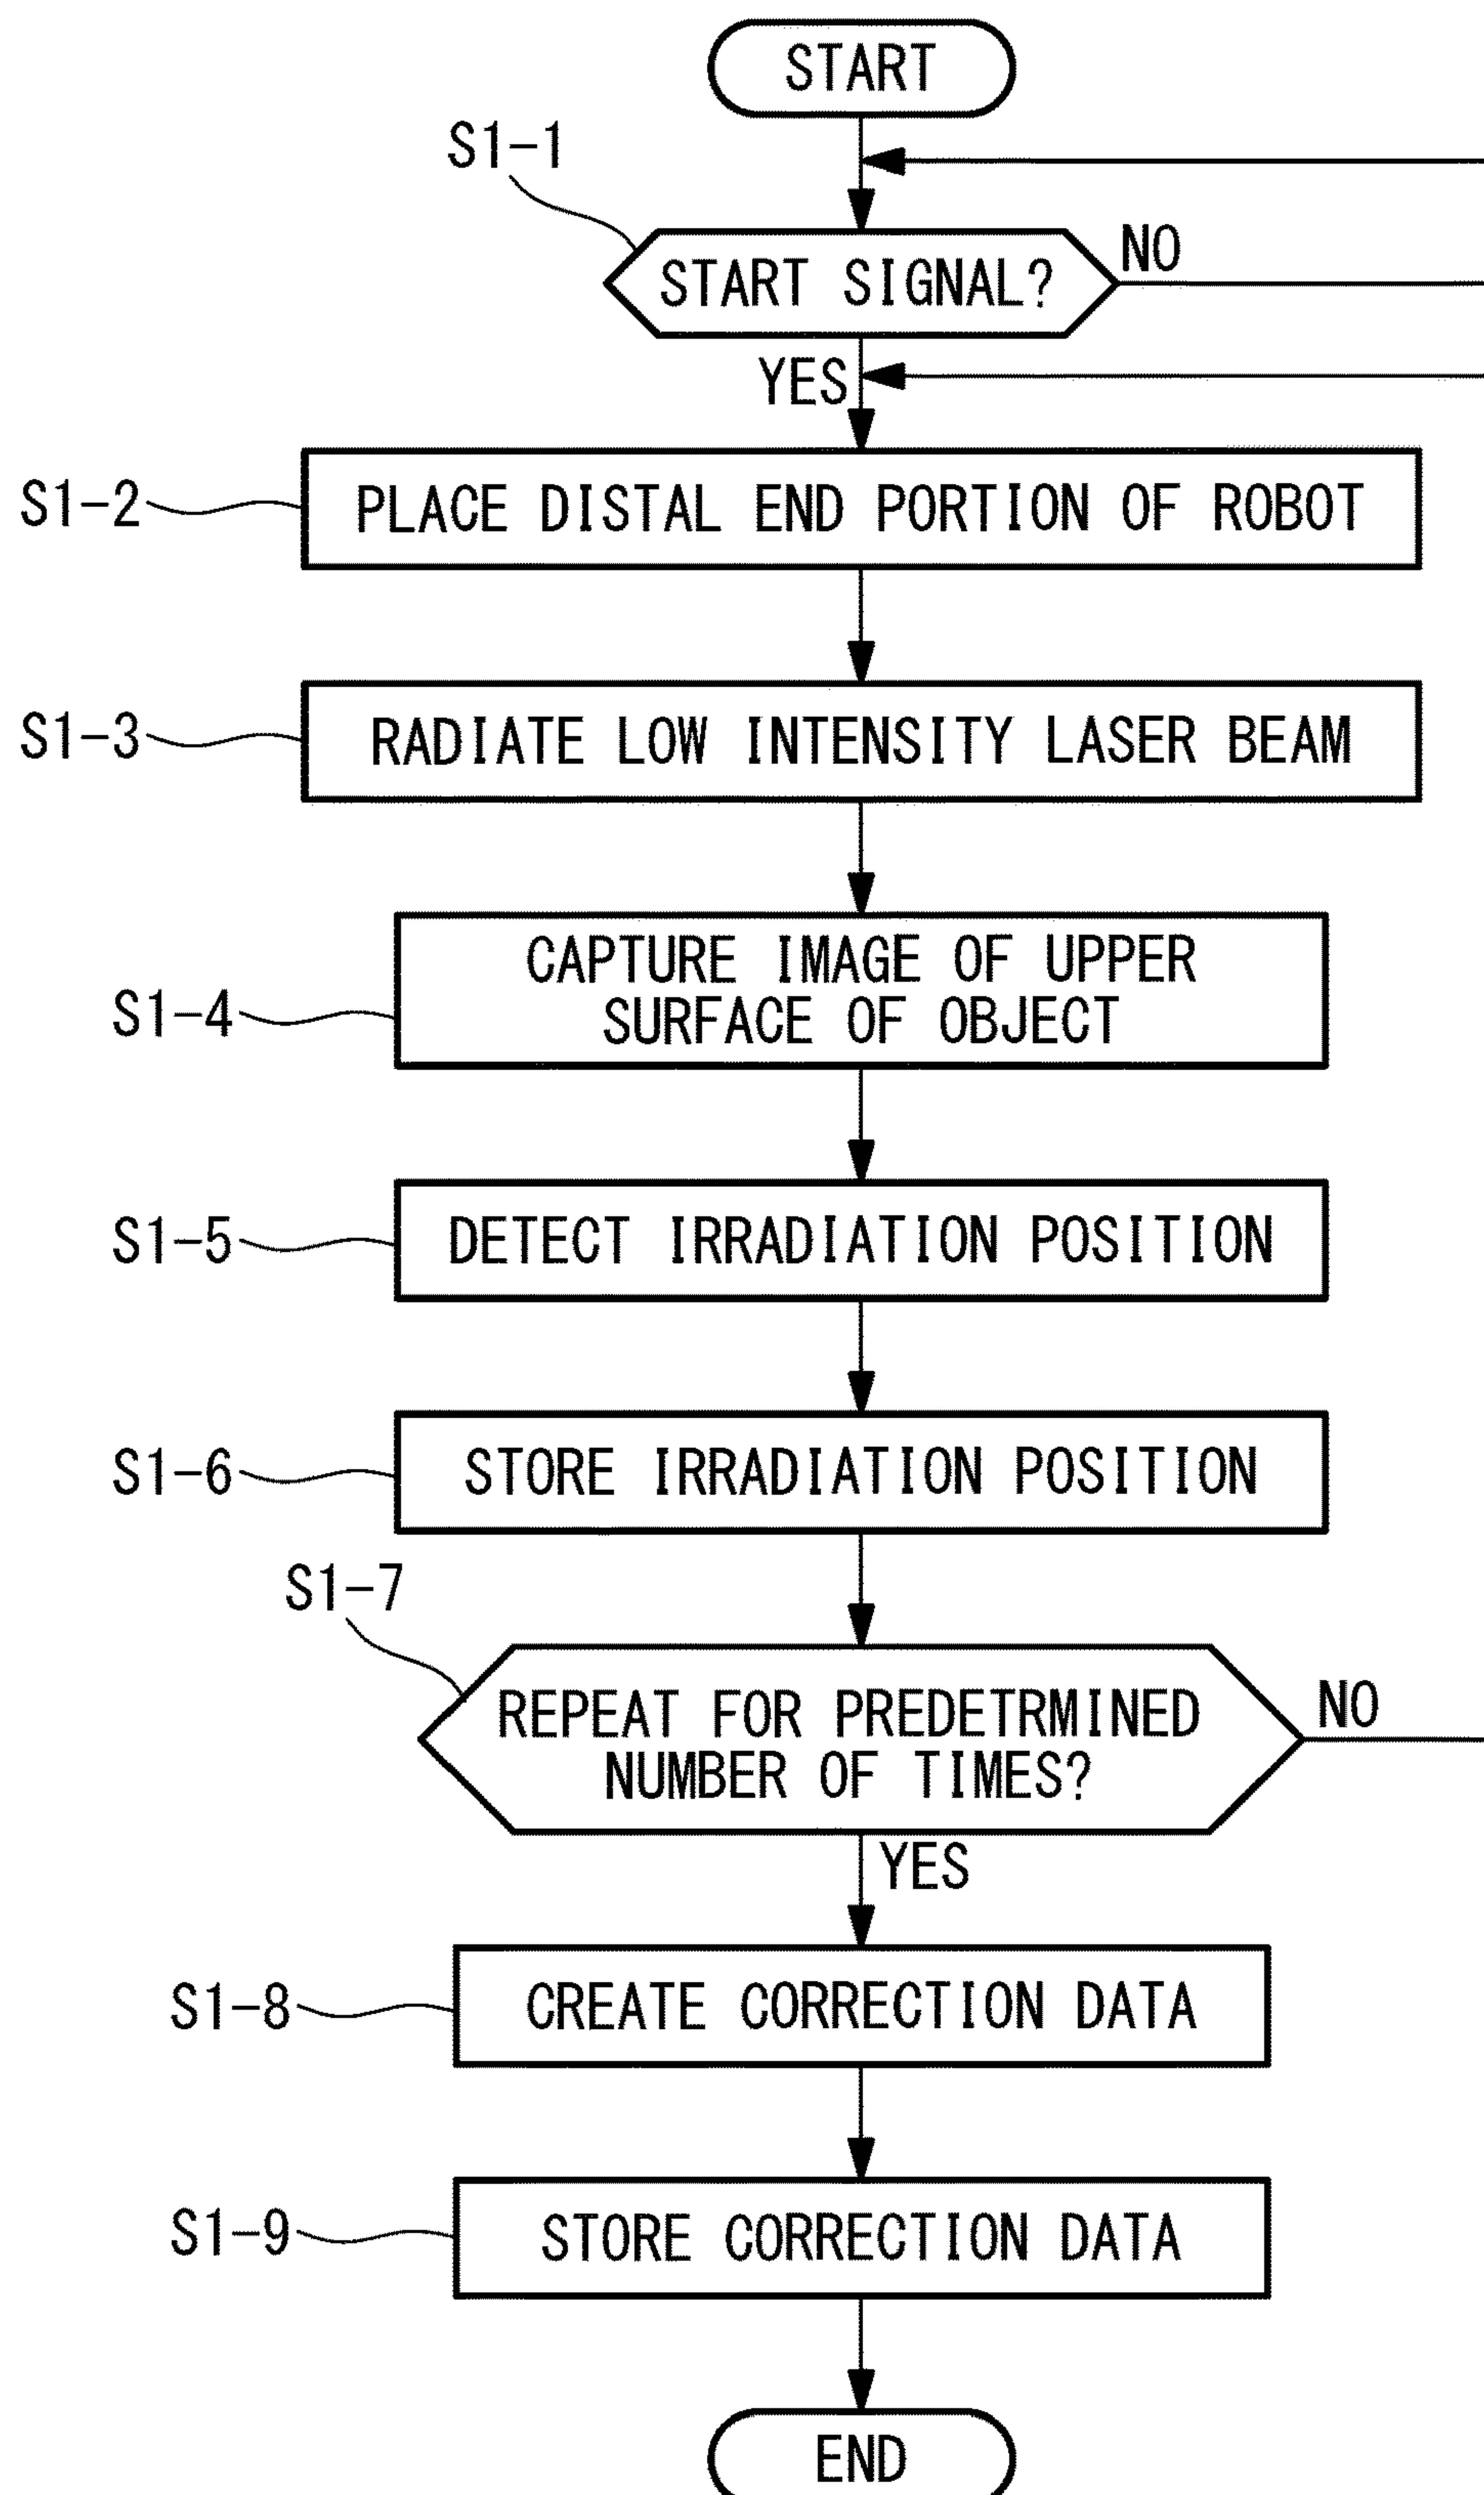 START
S1-1
START SIGNAL?
NO
YES
S1-2
PLACE DISTAL END PORTION OF ROBOT
S1-3
RADIATE LOW INTENSITY LASER BEAM
S1-4
CAPTURE IMAGE OF UPPER
SURFACE OF OBJECT
S1-5
DETECT IRRADIATION POSITION
S1-6
STORE IRRADIATION POSITION
S1-7
REPEAT FOR PREDETRMINED
NUMBER OF TIMES?
NO
YES
S1-8
CREATE CORRECTION DATA
S1-9
STORE CORRECTION DATA
END